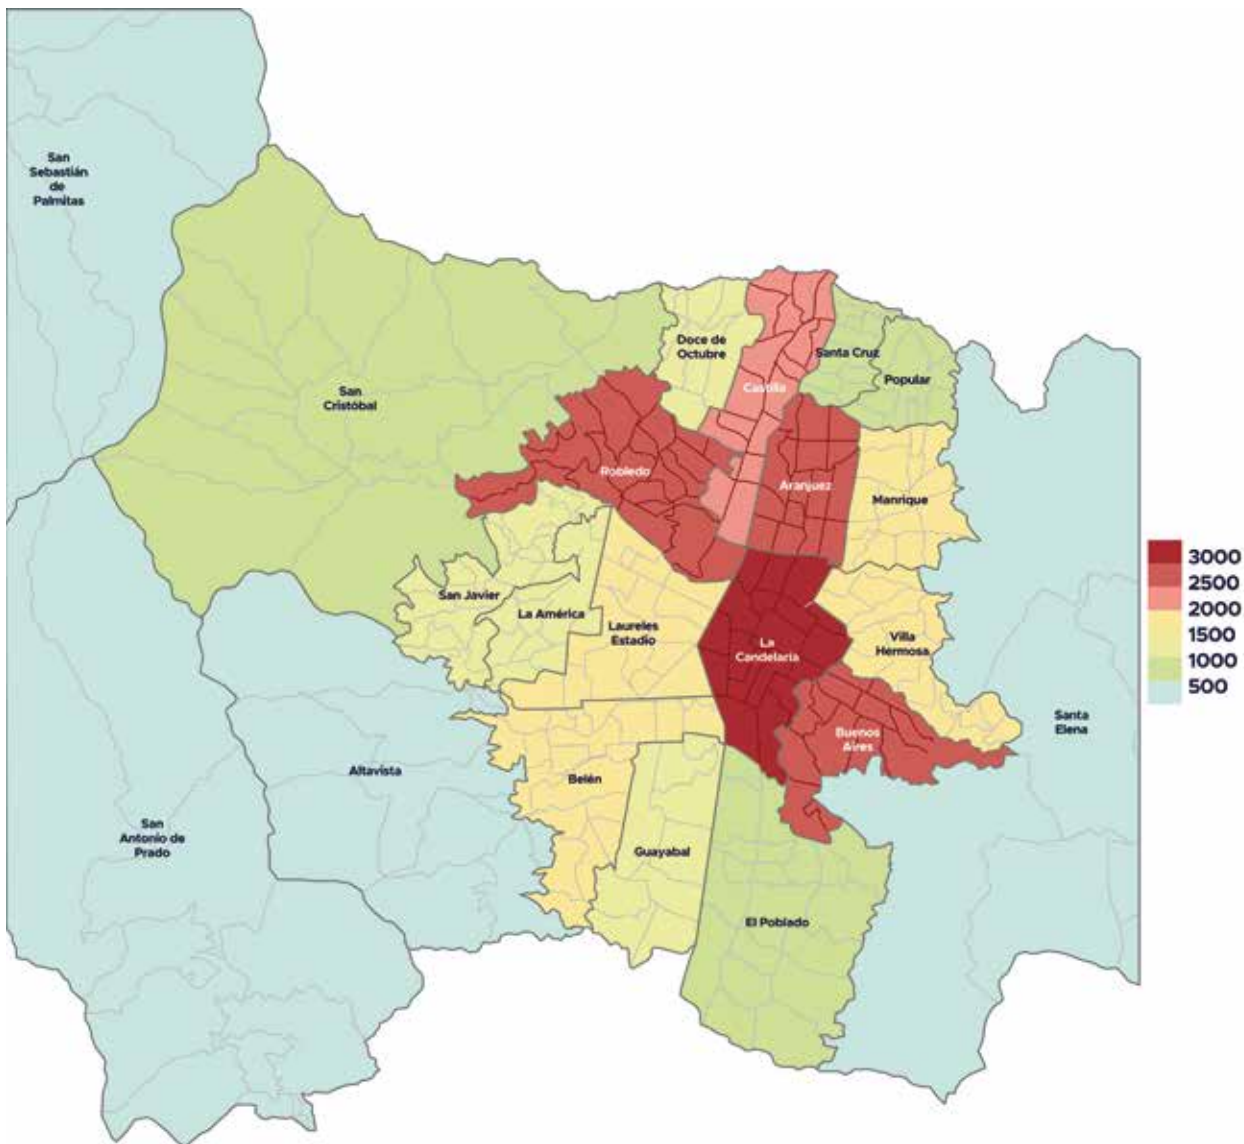 San
Sebastián
de
Palmitas
San
Cristóbal
Doce de
Octubre
Castilla
Santa Cruz
Popular
Robledo
Aranjuez
Manrique
San Javier
La América
Laureles
Estadio
La
Candelaria
Villa
Hermosa
Buenos
Aires
Santa
Elena
Altavista
Belén
San
Antonio de
Prado
Guayabal
El Poblado
3000
2500
2000
1500
1000
500